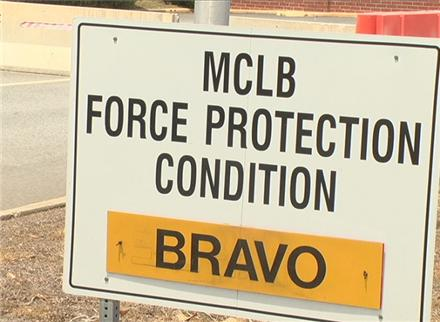 MCLB
FORCE PROTECTION
CONDITION
BRAVO